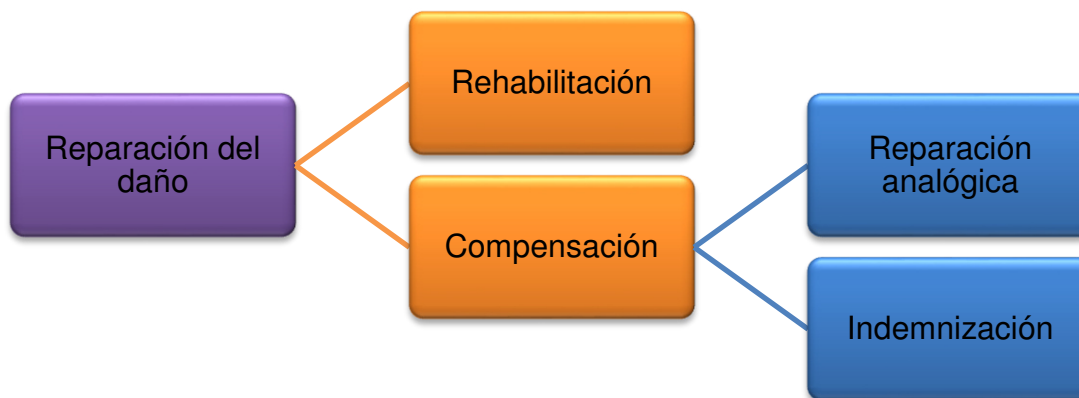 Rehabilitación
Reparación del
daño
Reparación
analógica
Compensación
Indemnización